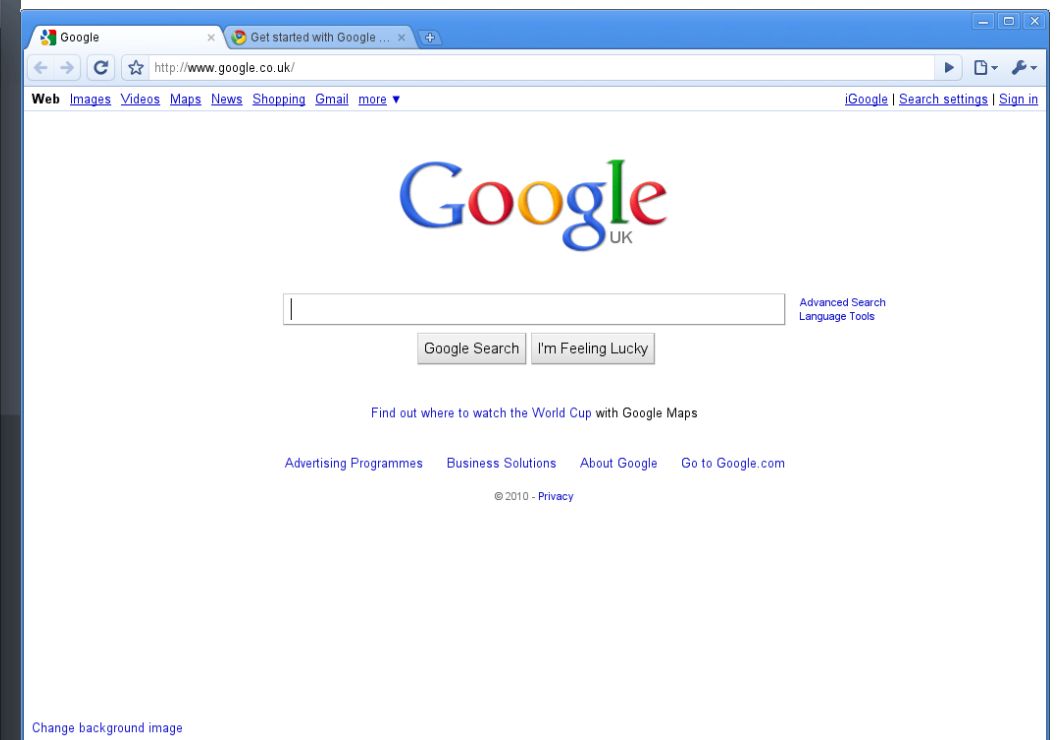 Google
Get started with Google ...
http://www.google.co.uk/
Web Images Videos Maps News Shopping Gmail more ▼
iGoogle | Search settings | Sign in
Google
UK
Advanced Search
Language Tools
Google Search
I'm Feeling Lucky
Find out where to watch the World Cup with Google Maps
Advertising Programmes Business Solutions About Google Go to Google.com
© 2010 - Privacy
Change background image